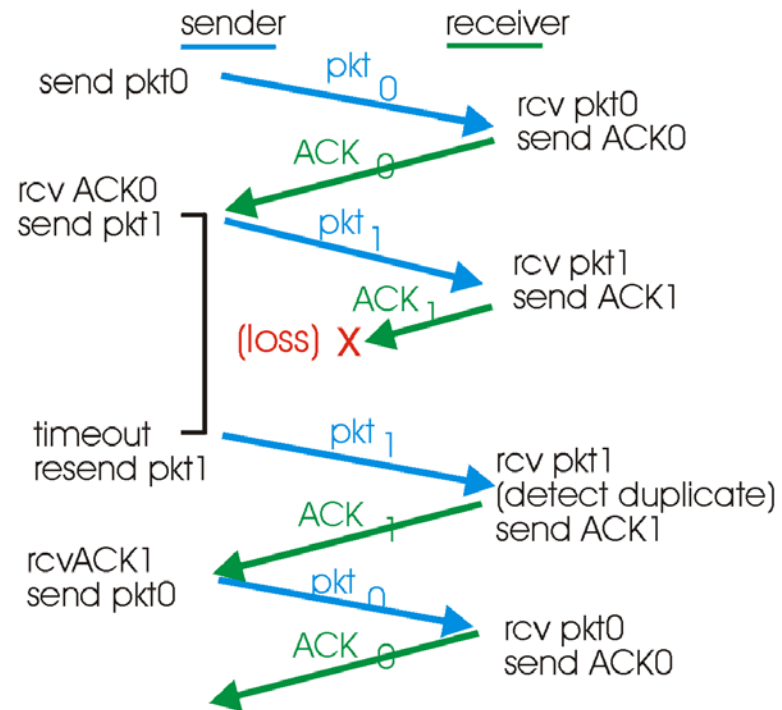 sender
receiver
send pkt0
pkt 0
rcv pkt0
send ACK0
ACK 0
rcv ACK0
send pkt1
pkt 1
rcv pkt1
send ACK1
ACK 1
(loss) X
timeout
resend pkt1
pkt 1
rcv pkt1
(detect duplicate)
send ACK1
ACK 1
rcvACK1
send pkt0
pkt 0
rcv pkt0
send ACK0
ACK 0